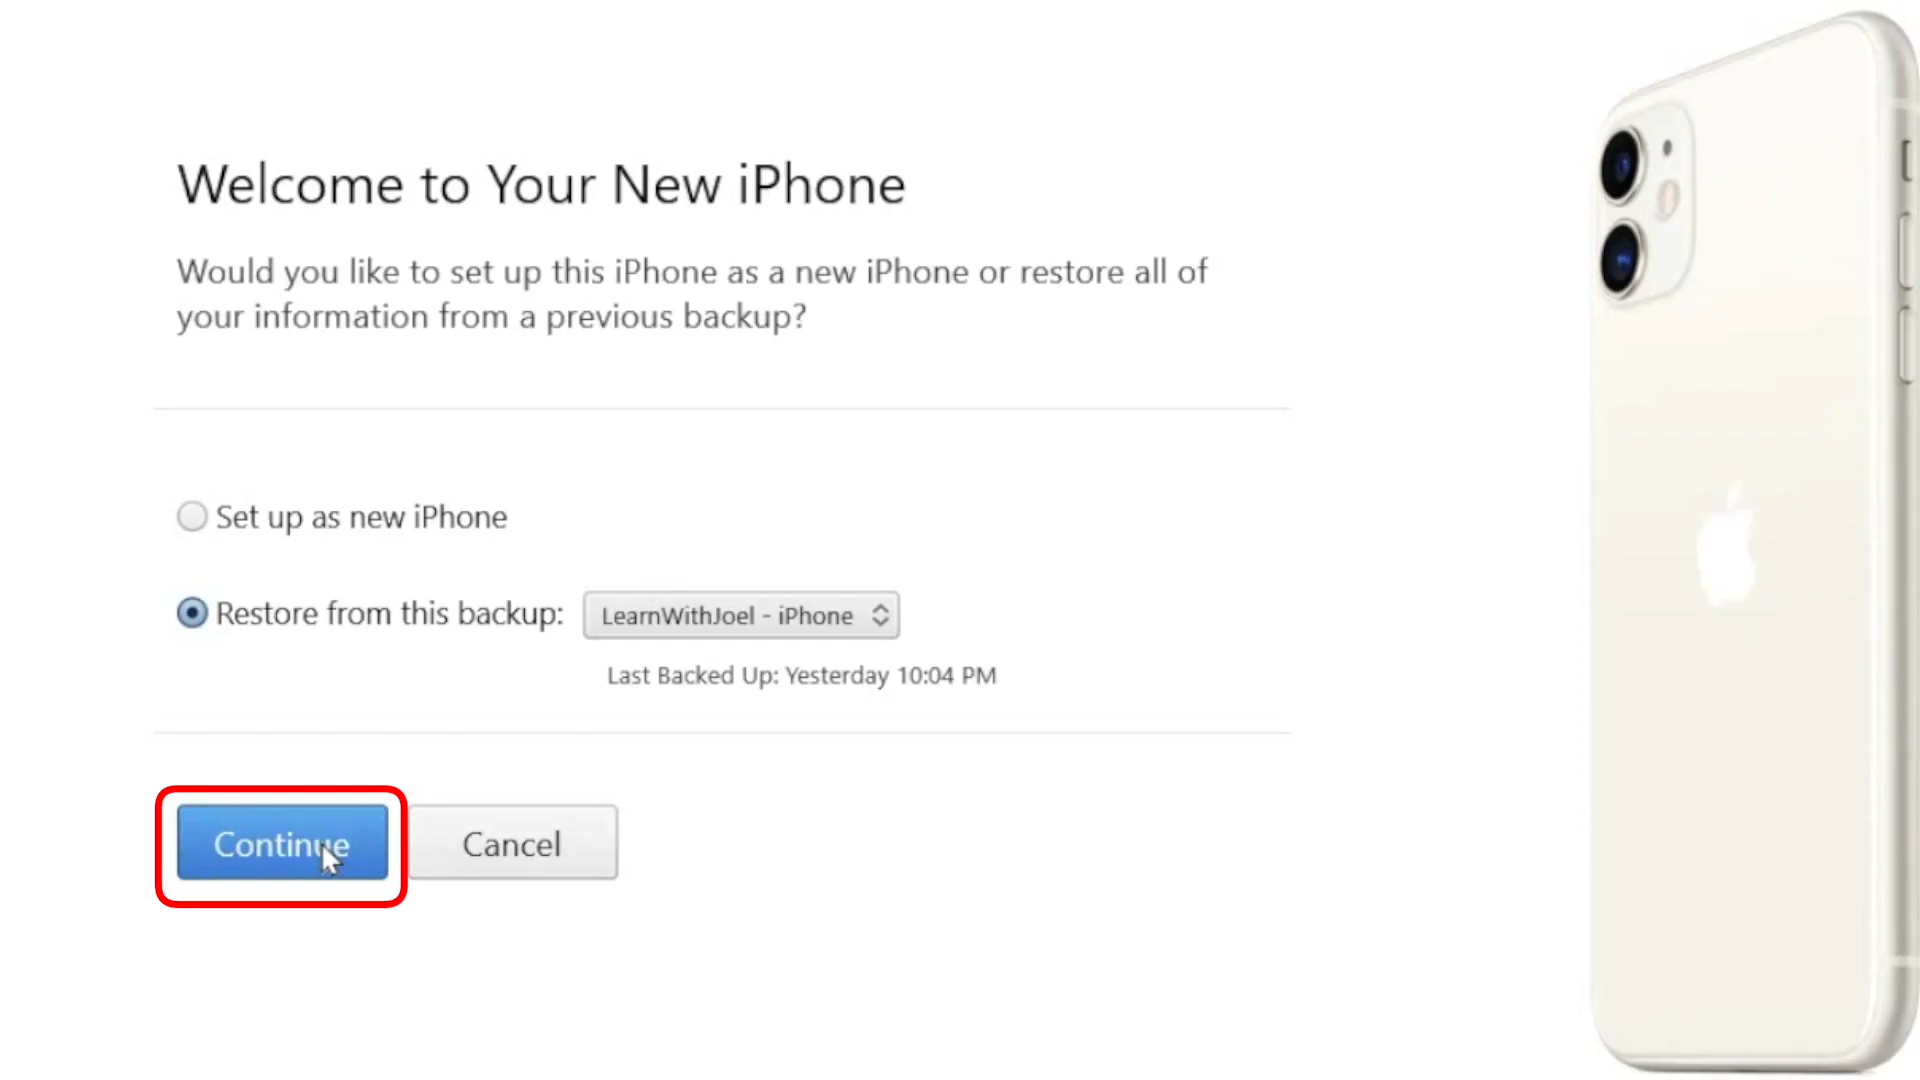 Welcome to Your New iPhone
Would you like to set up this iPhone as a new iPhone or restore all of
your information from a previous backup?
Set up as new iPhone
Restore from this backup: LearnWithJoel - iPhone
Last Backed Up: Yesterday 10:04 PM
Continue Cancel